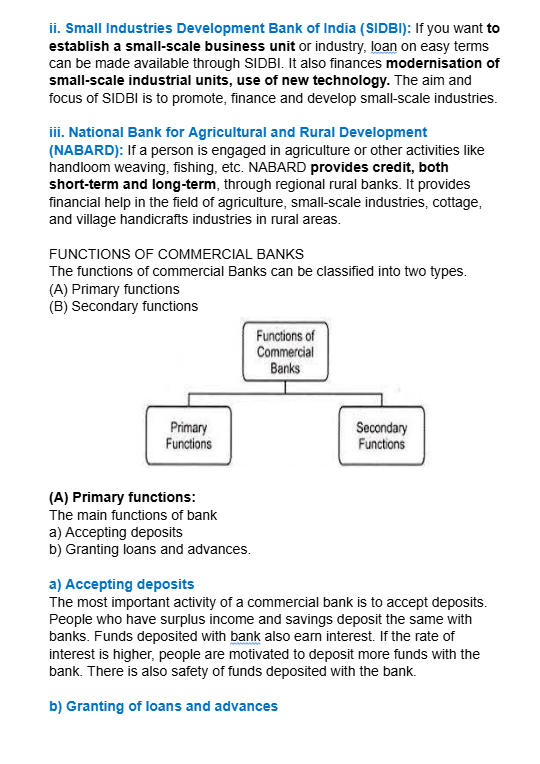 ii. Small Industries Development Bank of India (SIDBI): If you want to
establish a small-scale business unit or industry, loan on easy terms
can be made available through SIDBI. It also finances modernisation of
small-scale industrial units, use of new technology. The aim and
focus of SIDBI is to promote, finance and develop small-scale industries.
iii. National Bank for Agricultural and Rural Development
(NABARD): If a person is engaged in agriculture or other activities like
handloom weaving, fishing, etc. NABARD provides credit, both
short-term and long-term, through regional rural banks. It provides
financial help in the field of agriculture, small-scale industries, cottage,
and village handicrafts industries in rural areas.
FUNCTIONS OF COMMERCIAL BANKS
The functions of commercial Banks can be classified into two types.
(A) Primary functions
(B) Secondary functions
Functions of
Commercial
Banks
Primary
Functions
Secondary
Functions
(A) Primary functions:
The main functions of bank
a) Accepting deposits
b) Granting loans and advances.
a) Accepting deposits
The most important activity of a commercial bank is to accept deposits.
People who have surplus income and savings deposit the same with
banks. Funds deposited with bank also earn interest. If the rate of
interest is higher, people are motivated to deposit more funds with the
bank. There is also safety of funds deposited with the bank.
b) Granting of loans and advances